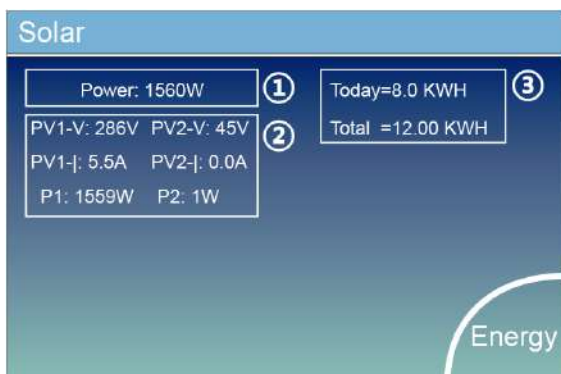 Solar
Power: 1560W
①
PV1-V: 286V PV2-V: 45V
②
PV1-|: 5.5A PV2-|: 0.0A
P1: 1559W P2: 1W
Today=8.0 KWH
③
Total =12.00 KWH
Energy